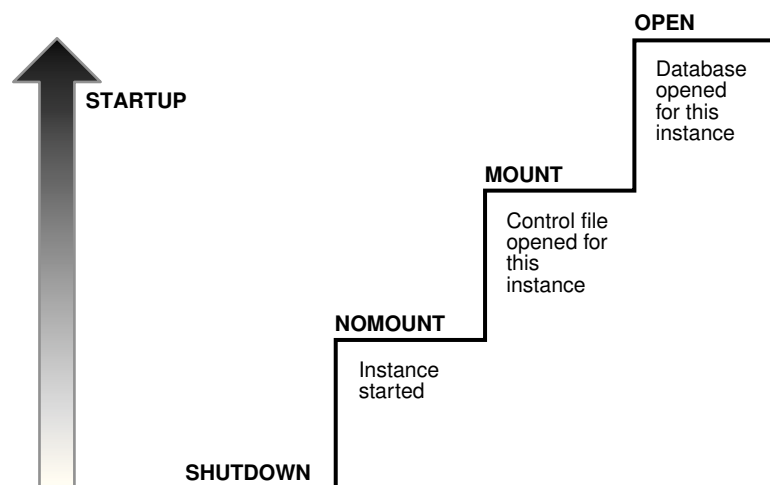 OPEN
Database
opened
for this
instance
STARTUP
MOUNT
Control file
opened for
this
instance
NOMOUNT
Instance
started
SHUTDOWN